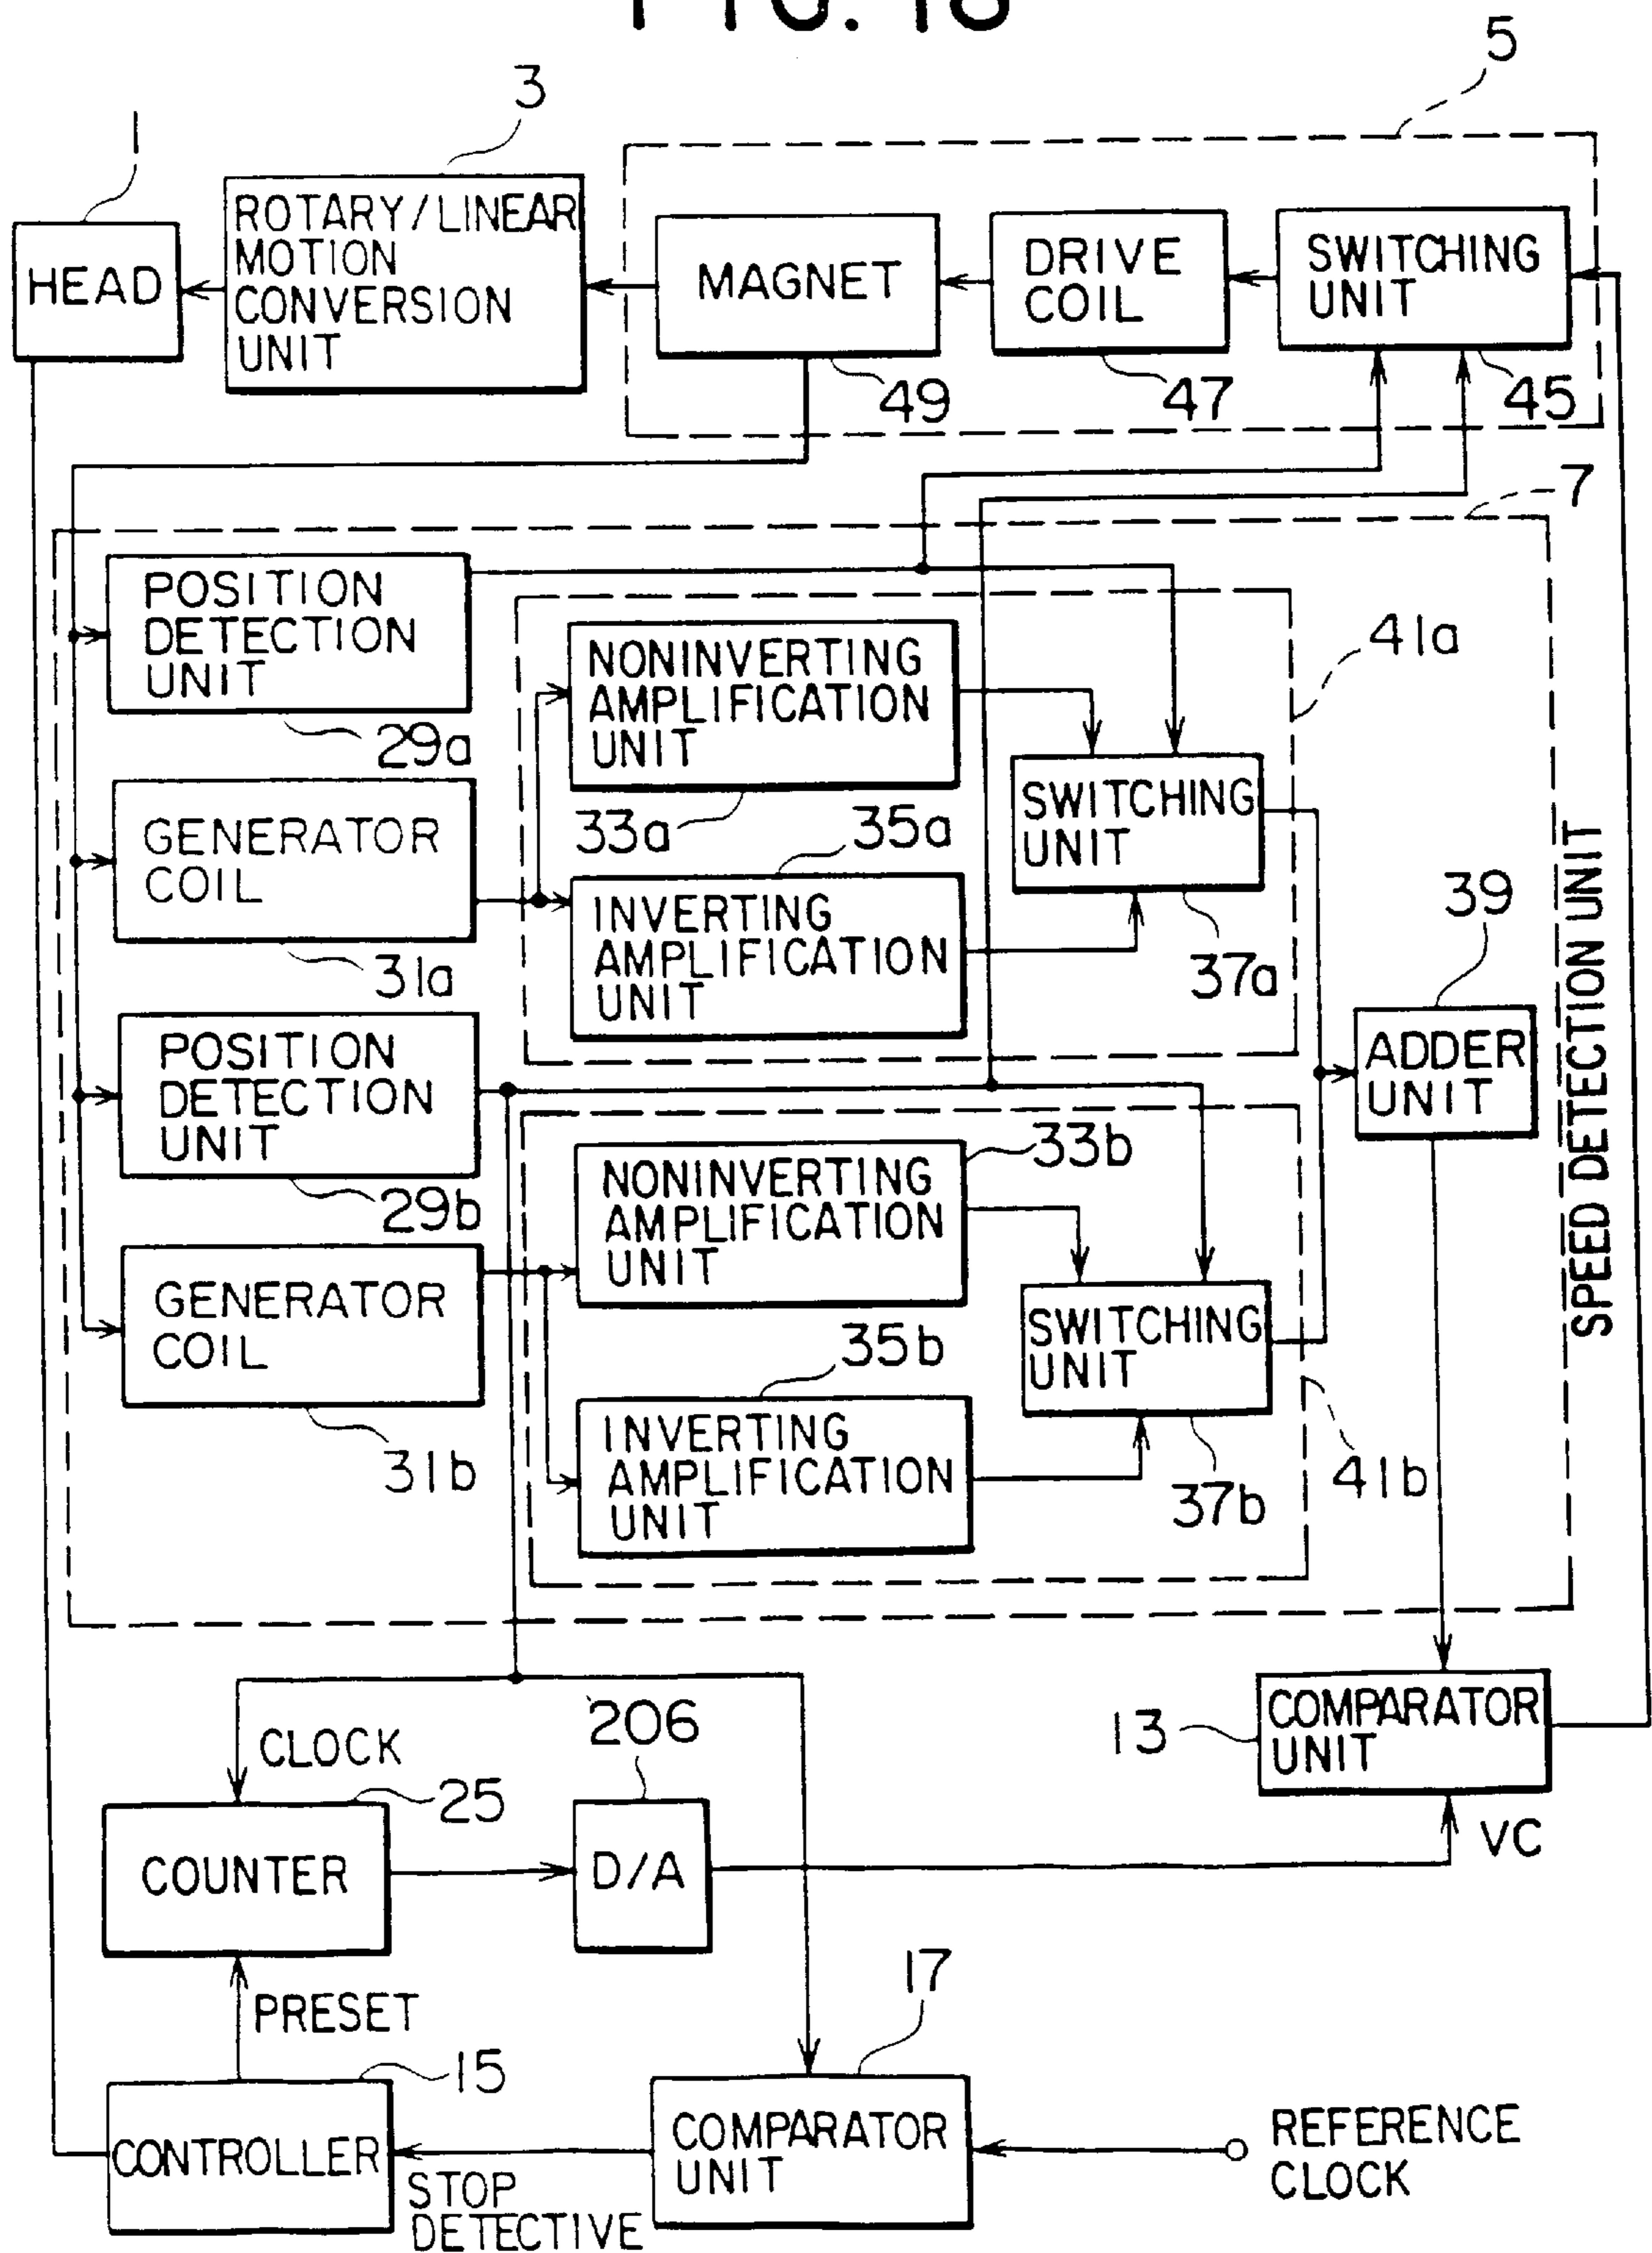 5
3
ROTARY/LINEAR
MOTION
CONVERSION
UNIT
HEAD
MAGNET
DRIVE
COIL
SWITCHING
UNIT
49
47
45
7
POSITION
DETECTION
UNIT
29a
NONINVERTING
AMPLIFICATION
UNIT
41a
33a
GENERATOR
COIL
31a
35a
INVERTING
AMPLIFICATION
UNIT
SWITCHING
UNIT
37a
39
ADDER
UNIT
SPEED DETECTION UNIT
POSITION
DETECTION
UNIT
29b
33b
NONINVERTING
AMPLIFICATION
UNIT
GENERATOR
COIL
31b
35b
INVERTING
AMPLIFICATION
UNIT
SWITCHING
UNIT
37b
41b
CLOCK
206
13
COMPARATOR
UNIT
25
COUNTER
D/A
VC
PRESET
17
15
CONTROLLER
STOP
DETECTIVE
COMPARATOR
UNIT
REFERENCE
CLOCK